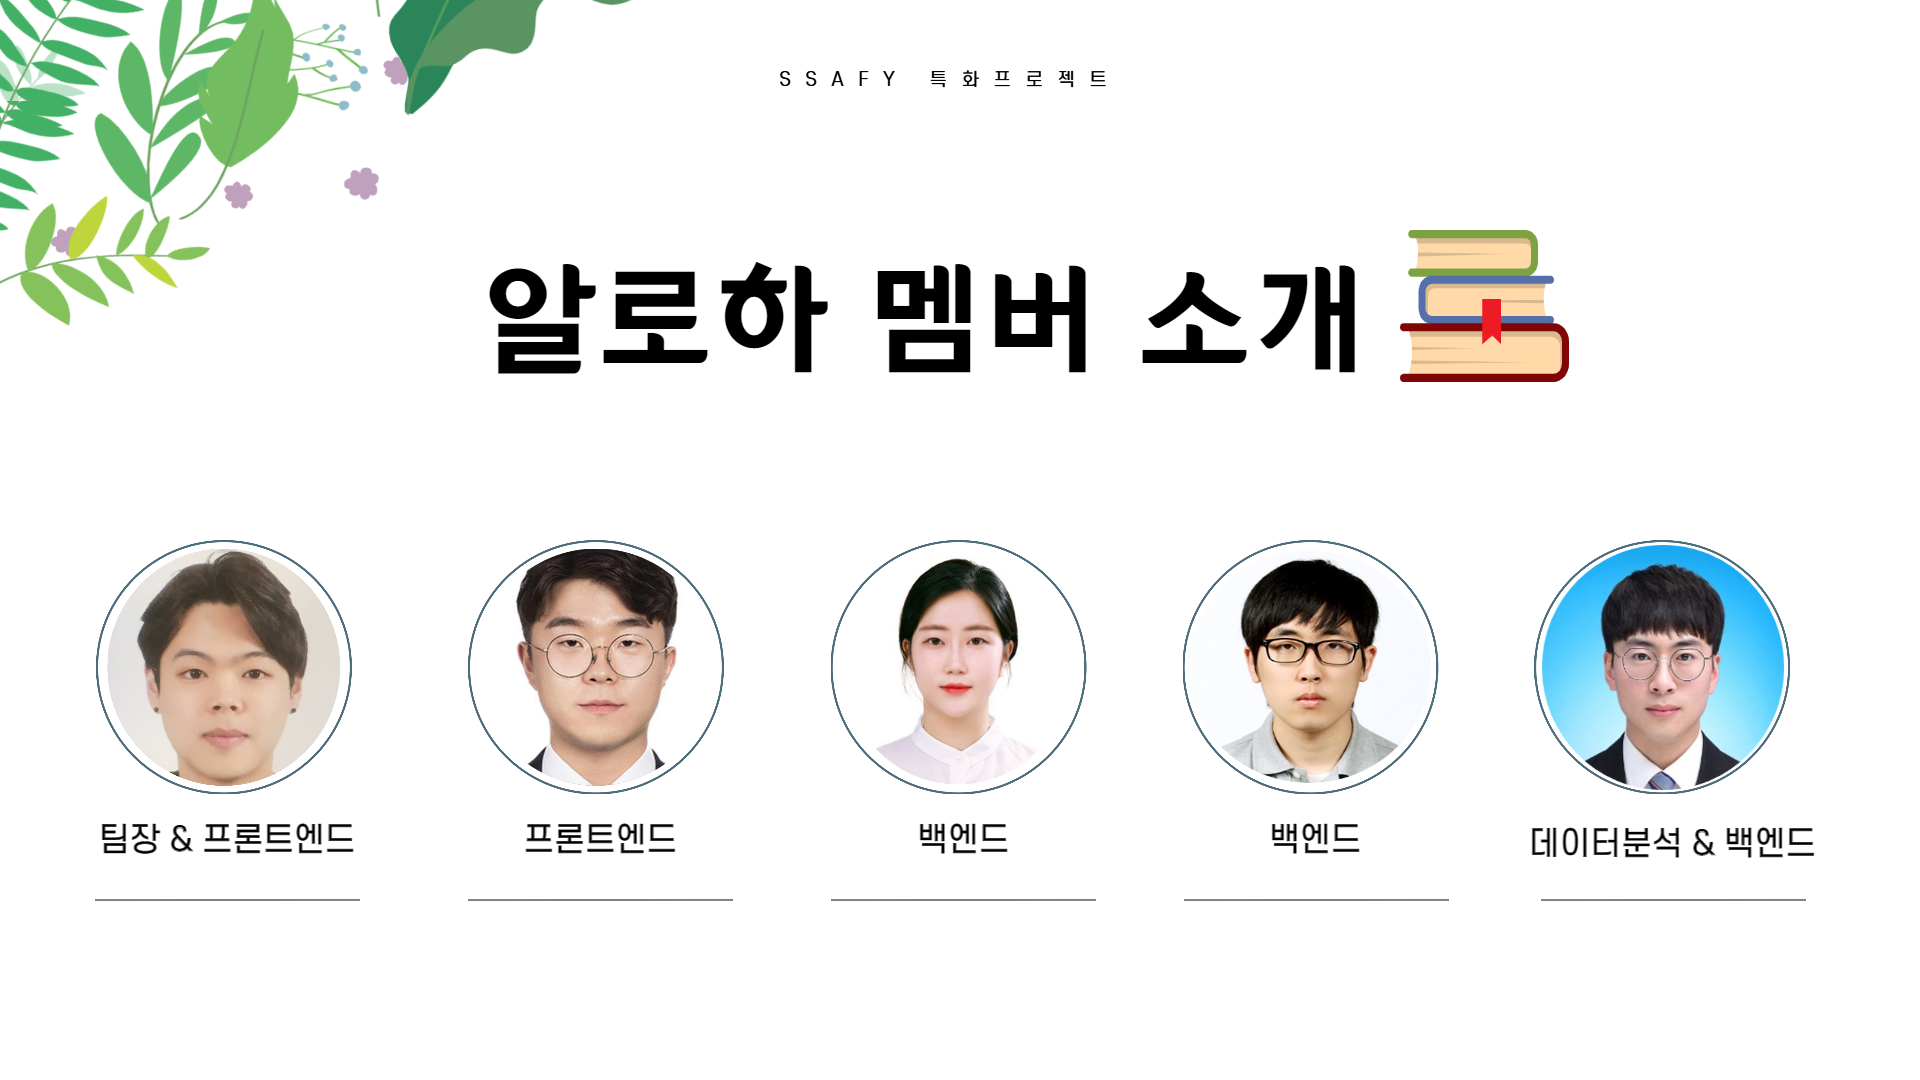 SSAFY 특화프로젝트
알로하 멤버 소개
팀장 & 프론트엔드
프론트엔드
백엔드
백엔드
데이터분석 & 백엔드